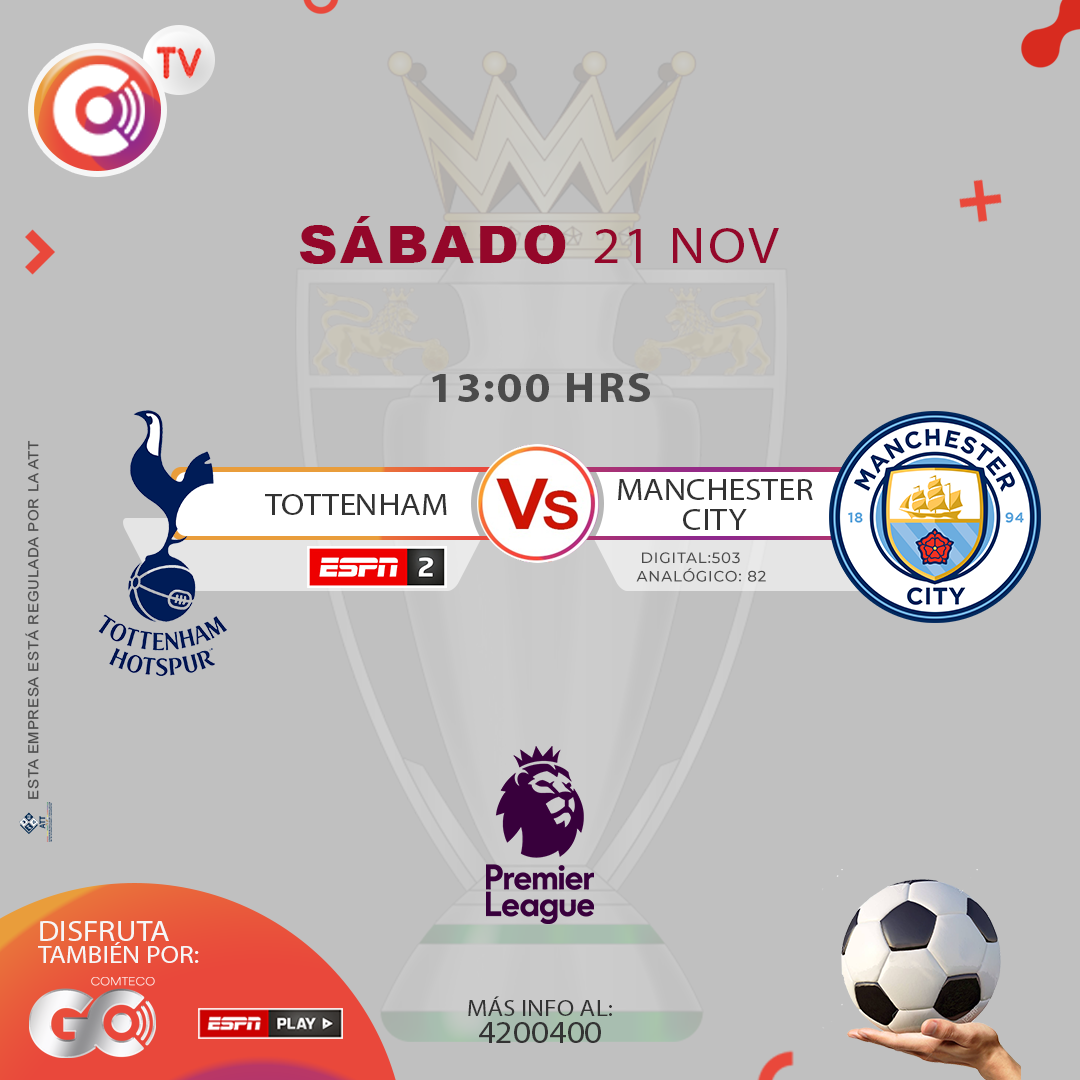 TV
SÁBADO 21 NOV
13:00 HRS
TOTTENHAM
Vs
MANCHESTER
CITY
ESPN 2
DIGITAL:503
ANALÓGICO: 82
TOTTENHAM
HOTSPUR
MANCHESTER
18 94
CITY
ESTA EMPRESA ESTÁ REGULADA POR LA ATT
ATT
Premier
League
DISFRUTA
TAMBIÉN POR:
COMTECO
GO
ESPN PLAY
MÁS INFO AL:
4200400